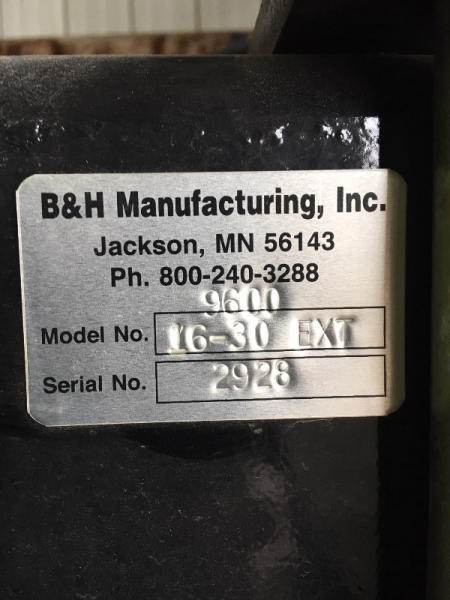 B&H Manufacturing, Inc.
Jackson, MN 56143
Ph. 800-240-3288
9600
Model No. 16-30 EXT
Serial No. 2928